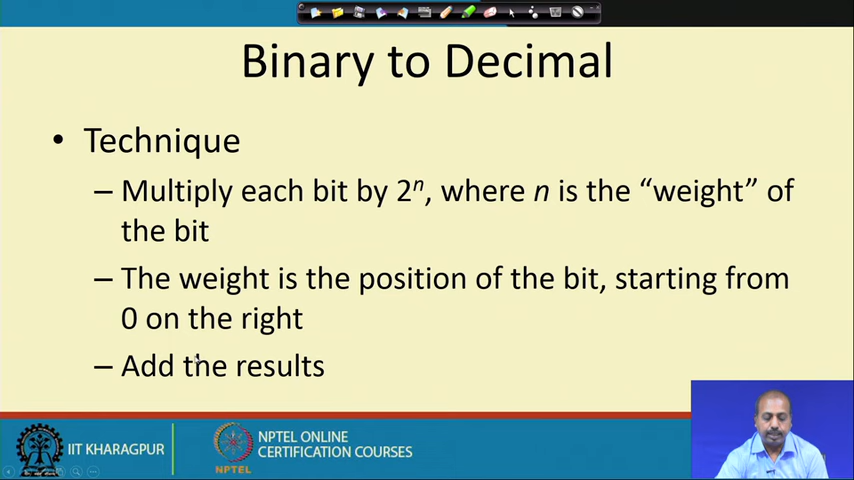 Binary to Decimal
• Technique
– Multiply each bit by 2ⁿ, where n is the “weight” of
the bit
– The weight is the position of the bit, starting from
0 on the right
– Add the results
IIT KHARAGPUR
NPTEL
NPTEL ONLINE
CERTIFICATION COURSES